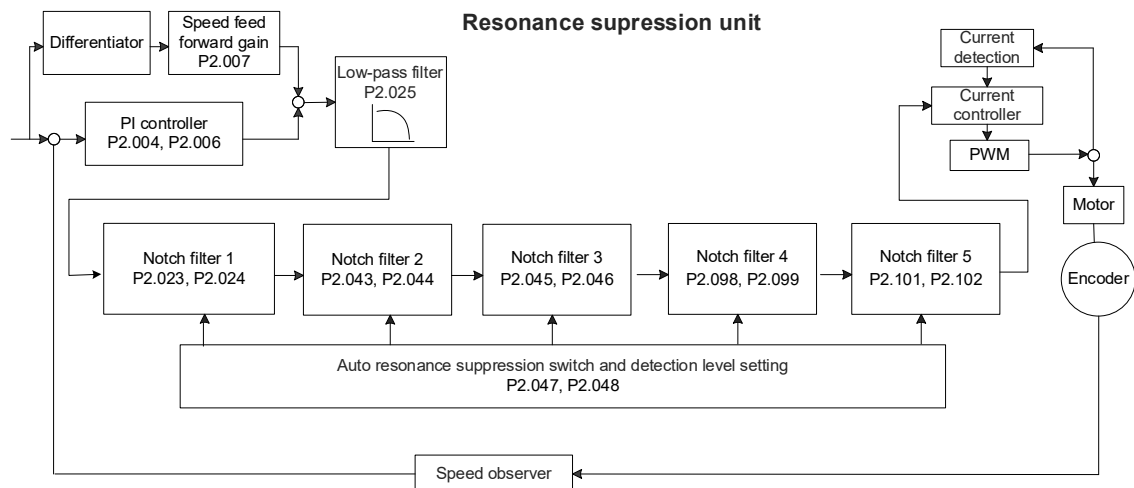 Resonance supression unit
Differentiator
Speed feed
forward gain
P2.007
Low-pass filter
P2.025
PI controller
P2.004, P2.006
Current
detection
Current
controller
PWM
Motor
Encoder
Notch filter 1
P2.023, P2.024
Notch filter 2
P2.043, P2.044
Notch filter 3
P2.045, P2.046
Notch filter 4
P2.098, P2.099
Notch filter 5
P2.101, P2.102
Auto resonance suppression switch and detection level setting
P2.047, P2.048
Speed observer